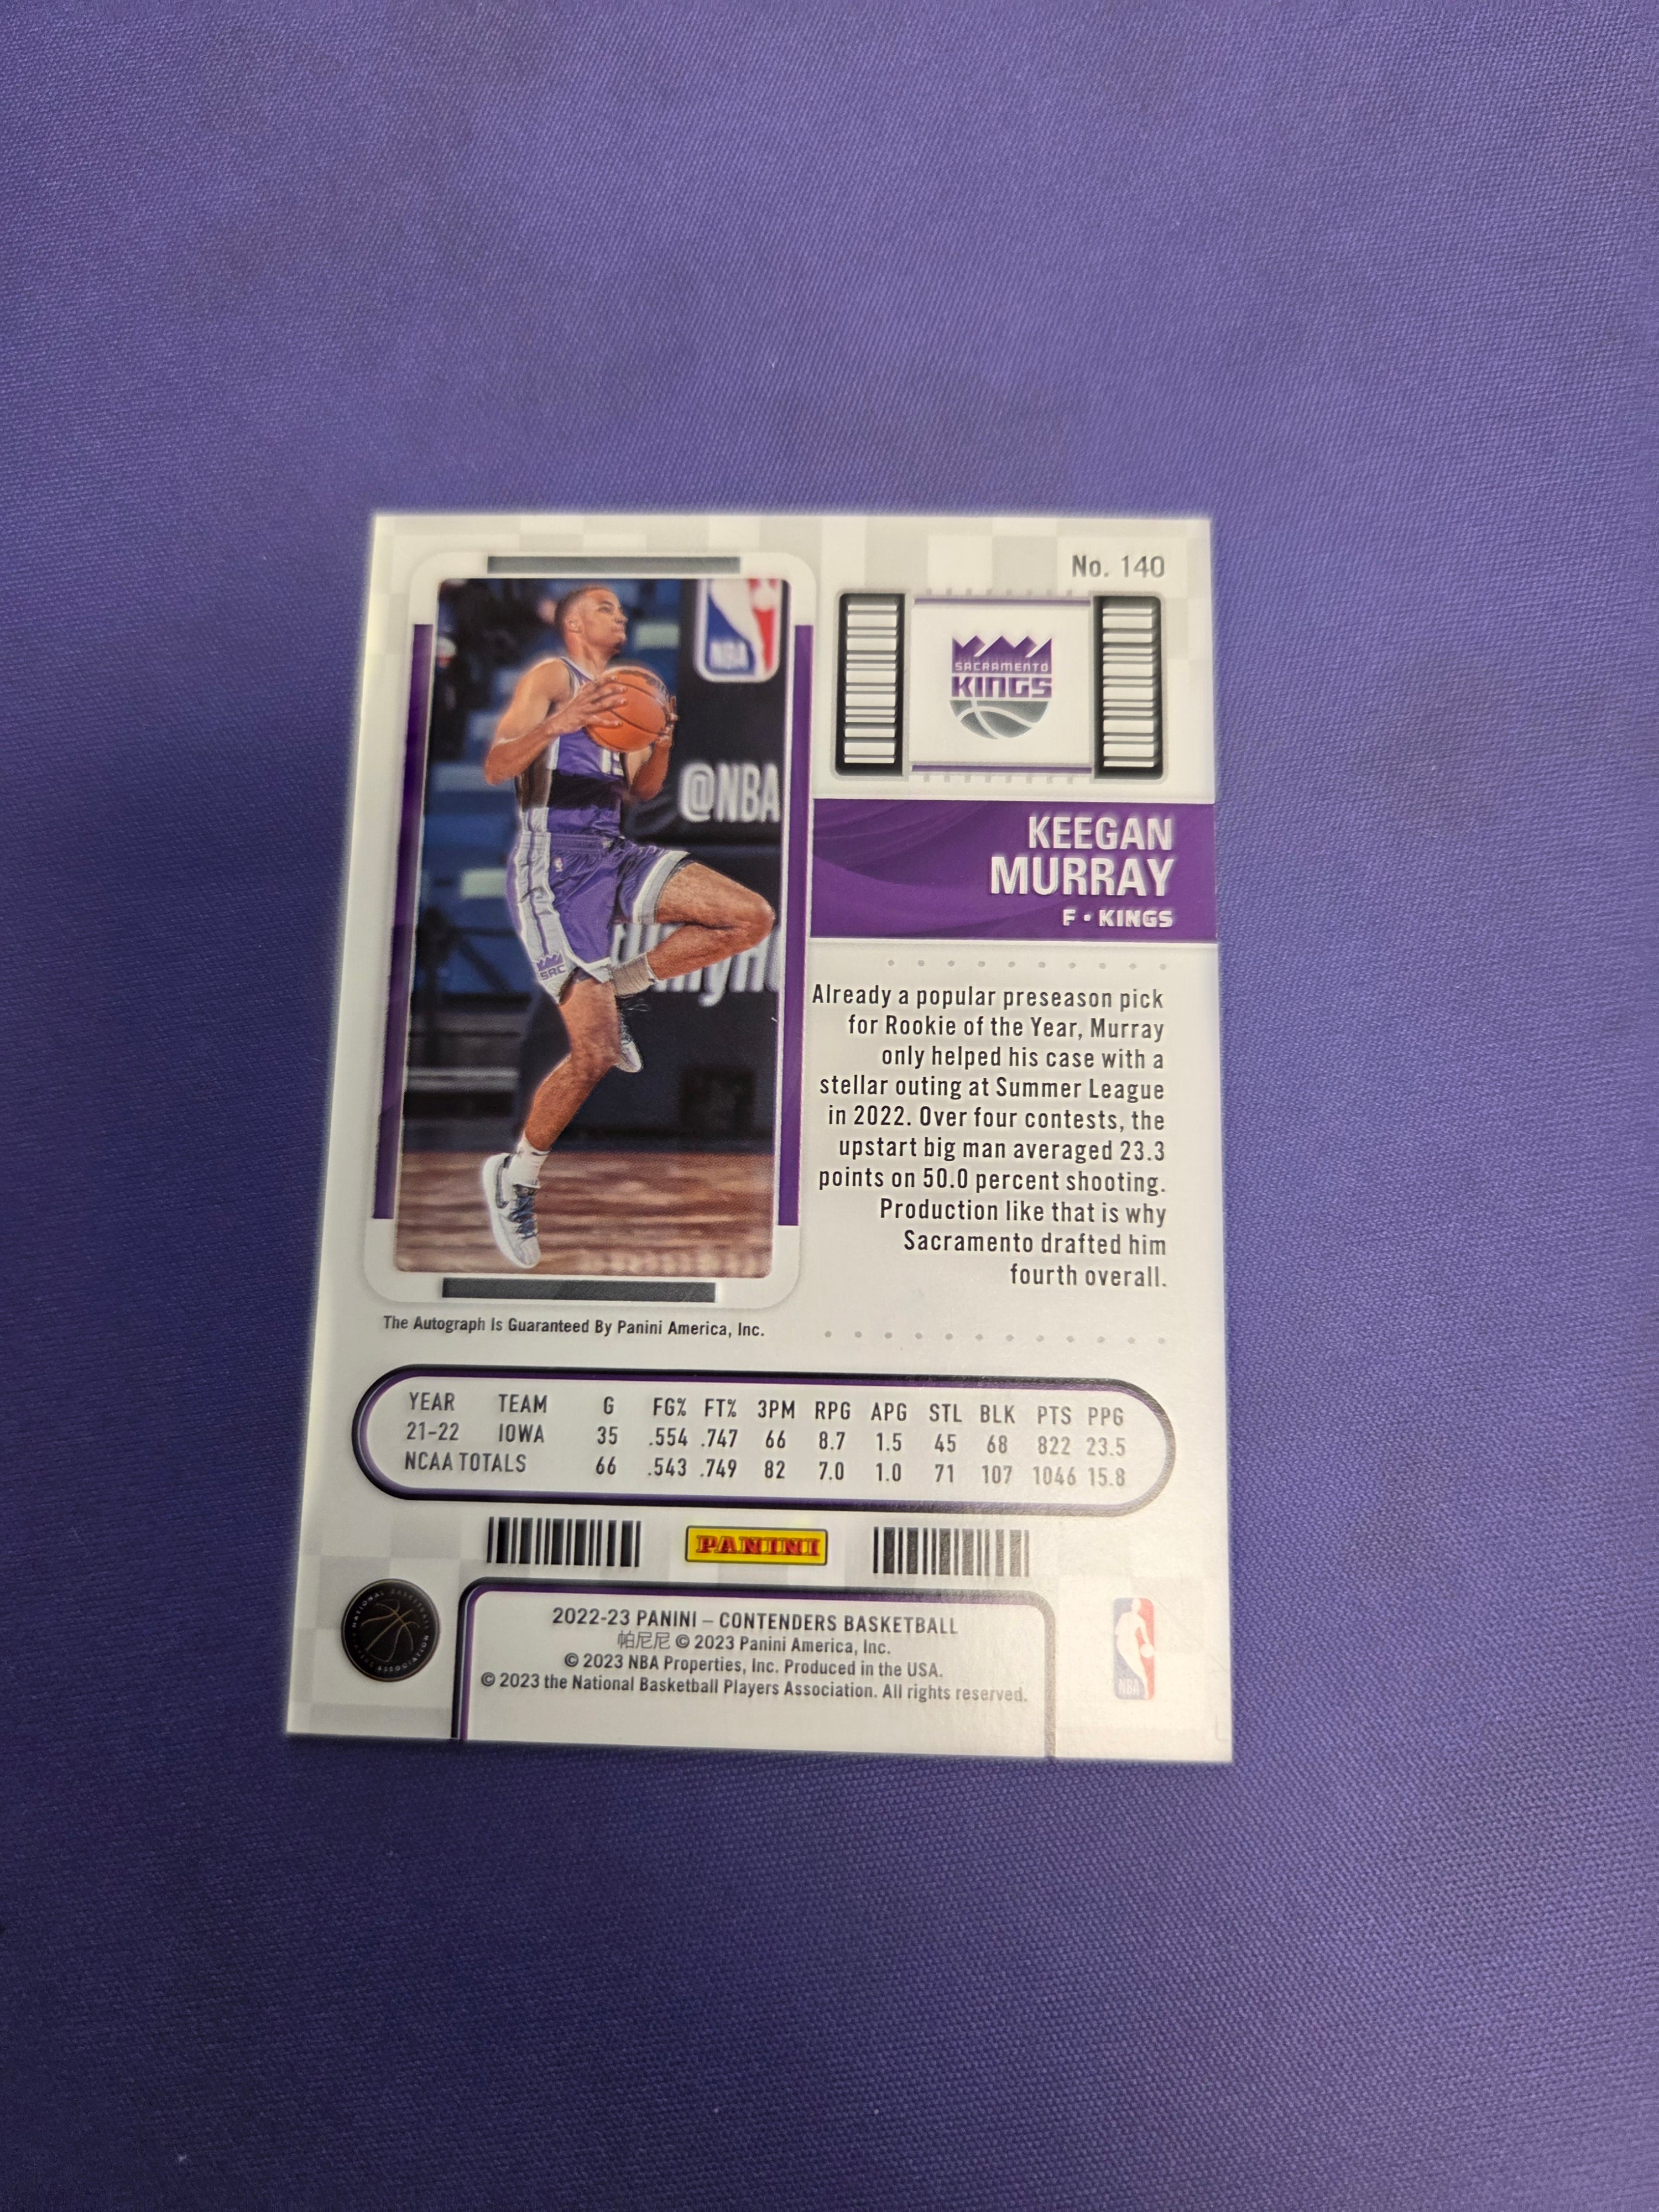 No. 140
SACRAMENTO
KINGS
NBA
@NBA
SRC
KEEGAN
MURRAY
F • KINGS
Already a popular preseason pick
for Rookie of the Year, Murray
only helped his case with a
stellar outing at Summer League
in 2022. Over four contests, the
upstart big man averaged 23.3
points on 50.0 percent shooting.
Production like that is why
Sacramento drafted him
fourth overall.
The Autograph Is Guaranteed By Panini America, Inc.
YEAR TEAM G FG% FT% 3PM RPG APG STL BLK PTS PPG
21-22 IOWA 35 .554 .747 66 8.7 1.5 45 68 822 23.5
NCAA TOTALS 66 .543 .749 82 7.0 1.0 71 107 1046 15.8
PANINI
2022-23 PANINI – CONTENDERS BASKETBALL
帕尼尼 © 2023 Panini America, Inc.
© 2023 NBA Properties, Inc. Produced in the USA.
© 2023 the National Basketball Players Association. All rights reserved.
NATIONAL BASKETBALL
PLAYERS ASSOCIATION
NBA